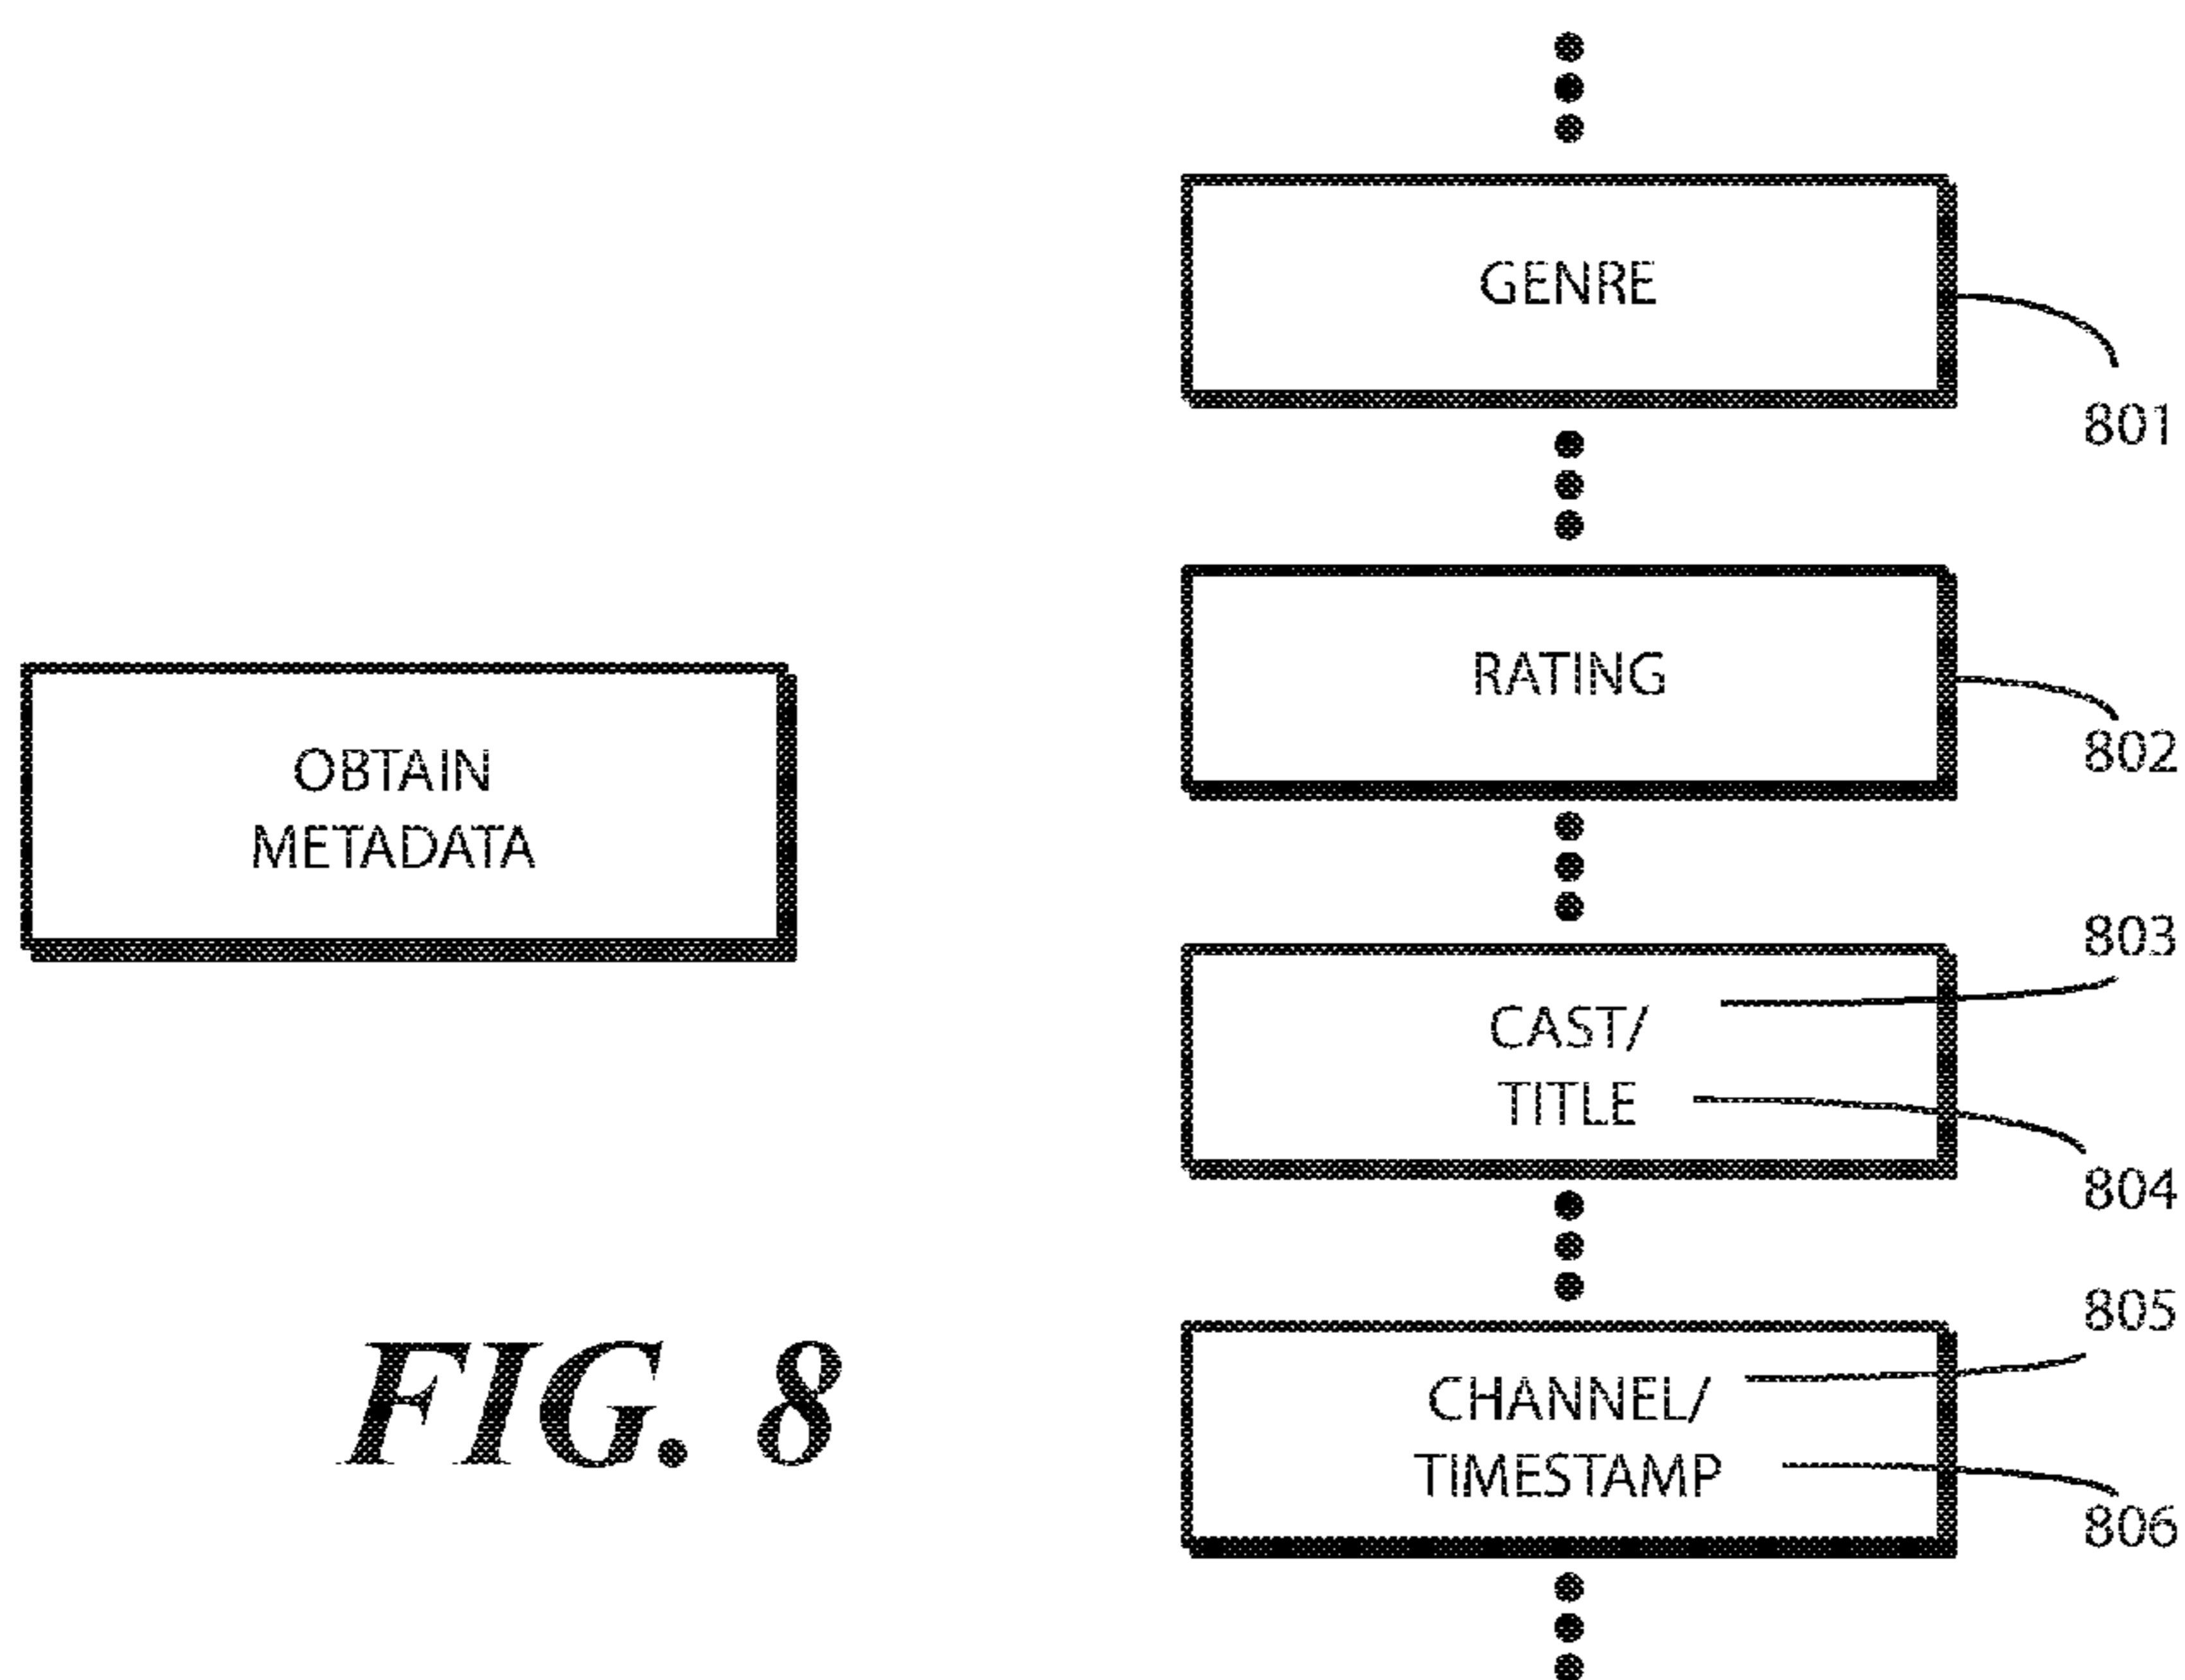 GENRE
801
RATING
802
OBTAIN
METADATA
803
CAST/
TITLE
804
805
CHANNEL/
TIMESTAMP
806
FIG. 8